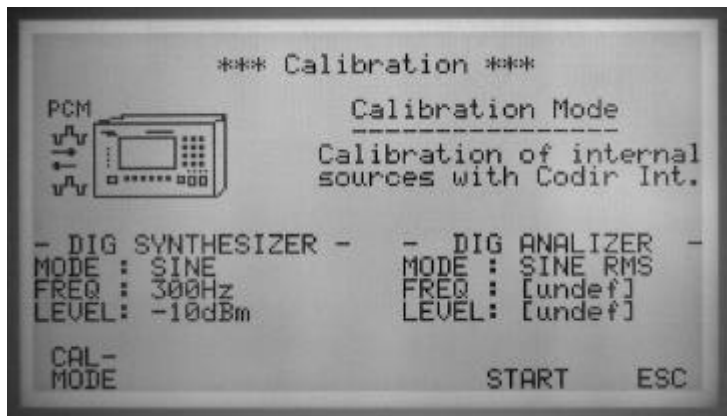 *** Calibration ***
PCM
Calibration Mode
----------------
Calibration of internal
sources with Codir Int.
- DIG SYNTHESIZER -
MODE : SINE
FREQ : 300Hz
LEVEL: -10dBm
- DIG ANALIZER -
MODE : SINE RMS
FREQ : [undef]
LEVEL: [undef]
CAL-
MODE
START ESC